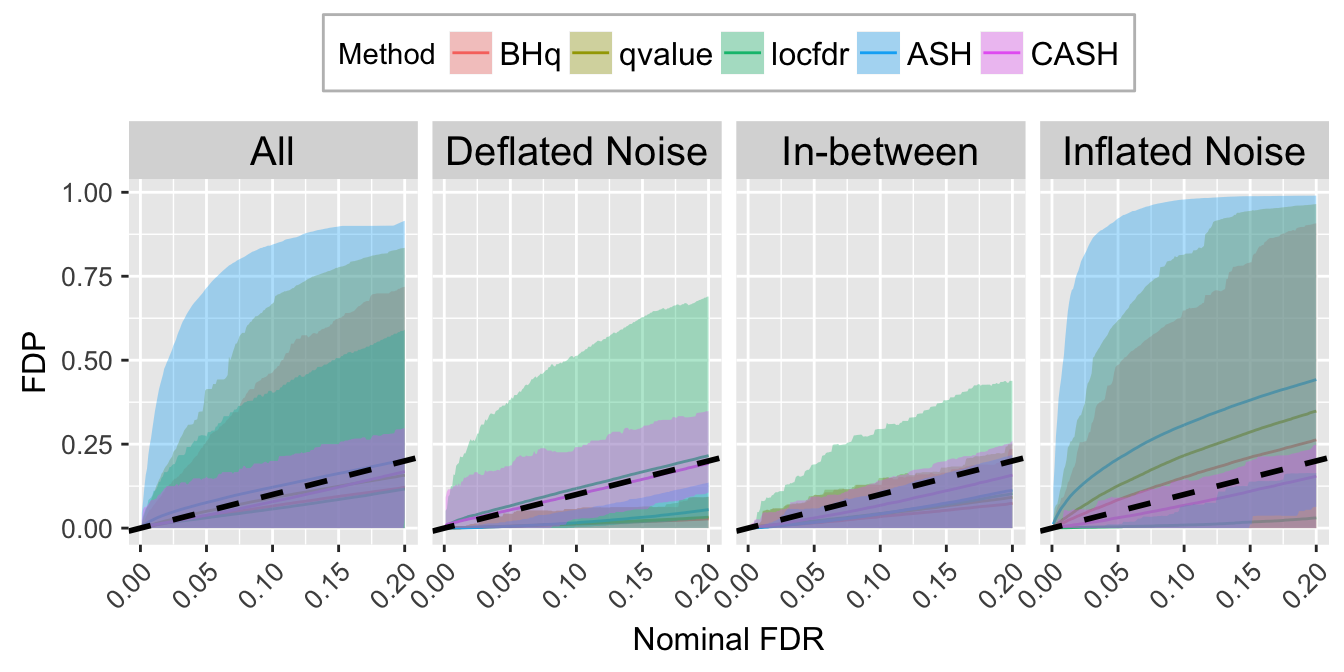 Method BHq qvalue locfdr ASH CASH
All Deflated Noise In-between Inflated Noise
1.00
0.75
0.50
0.25
0.00
FDP
0.00 0.05 0.10 0.15 0.20 0.00 0.05 0.10 0.15 0.20 0.00 0.05 0.10 0.15 0.20 0.00 0.05 0.10 0.15 0.20
Nominal FDR